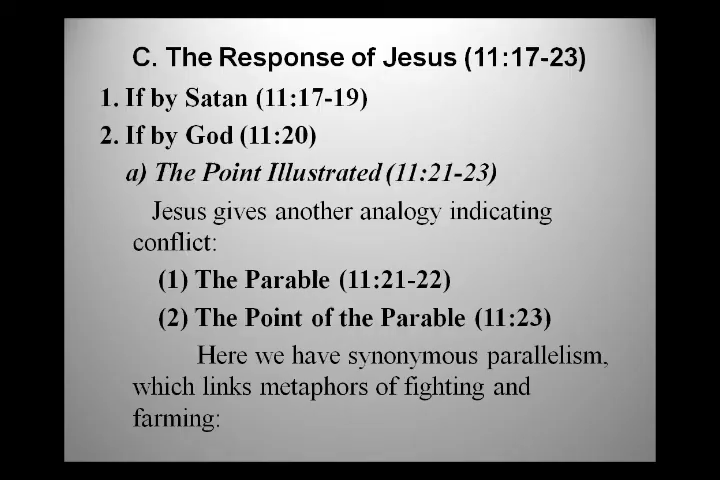 C. The Response of Jesus (11:17-23)
1. If by Satan (11:17-19)
2. If by God (11:20)
a) The Point Illustrated (11:21-23)
Jesus gives another analogy indicating
conflict:
(1) The Parable (11:21-22)
(2) The Point of the Parable (11:23)
Here we have synonymous parallelism,
which links metaphors of fighting and
farming: